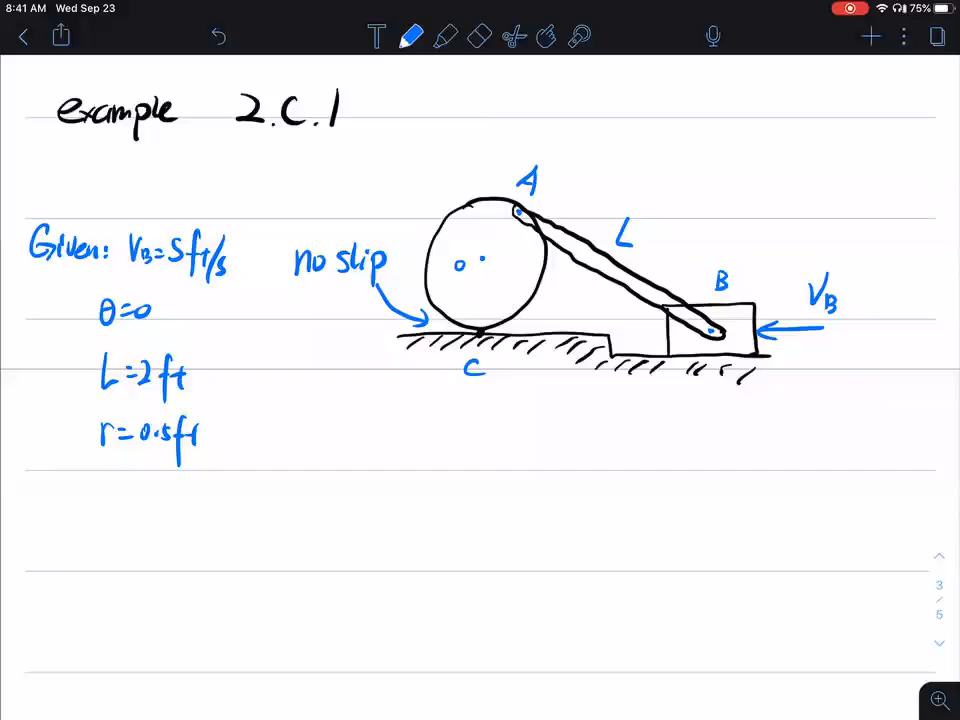 8:41 AM Wed Sep 23
75%
T
example 2.C.1
A
L
Given: VB=5ft/s
no slip
O
B
VB
θ=0
L=2ft
C
r=0.5ft
3
/
5